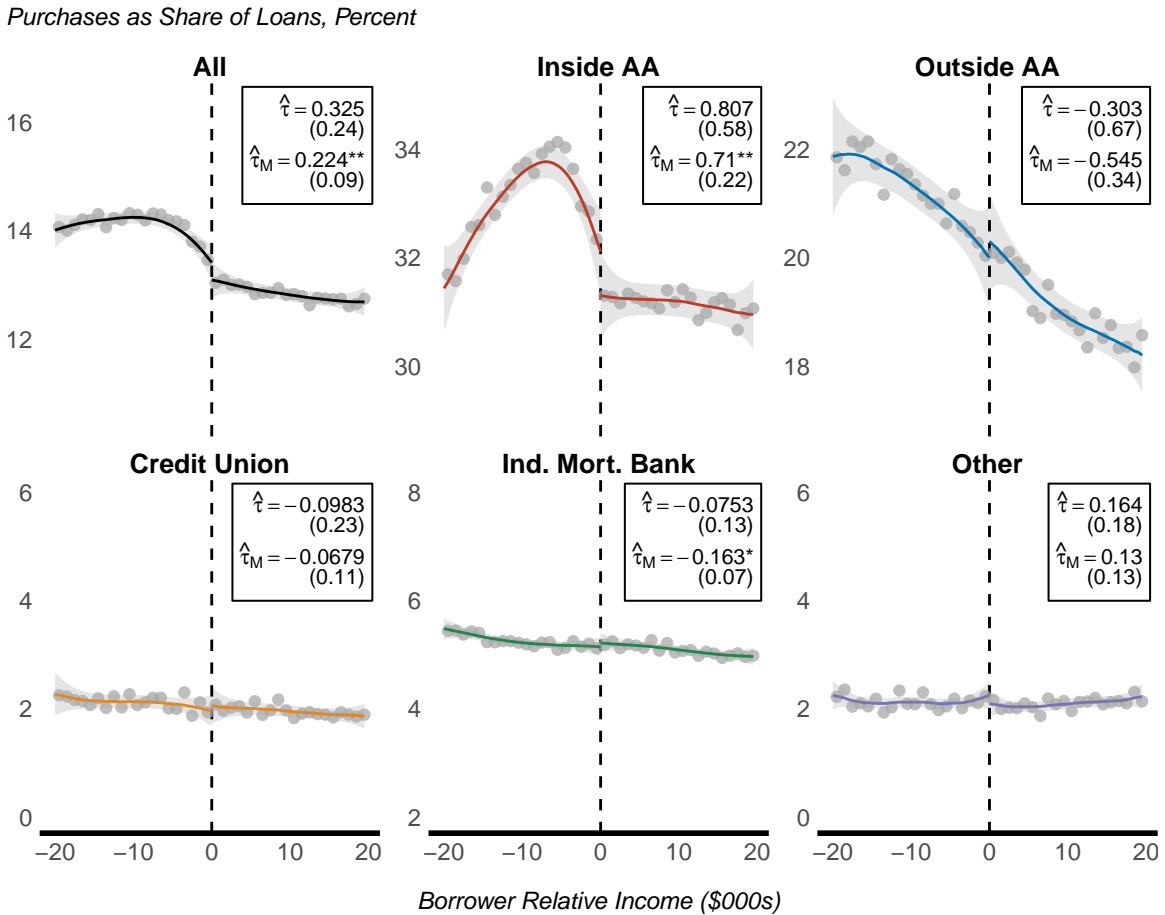 Purchases as Share of Loans, Percent
All
Inside AA
Outside AA
τ̂ = 0.325
(0.24)
τ̂M = 0.224**
(0.09)
τ̂ = 0.807
(0.58)
τ̂M = 0.71**
(0.22)
τ̂ = −0.303
(0.67)
τ̂M = −0.545
(0.34)
16
14
12
34
32
30
22
20
18
Credit Union
Ind. Mort. Bank
Other
τ̂ = −0.0983
(0.23)
τ̂M = −0.0679
(0.11)
τ̂ = −0.0753
(0.13)
τ̂M = −0.163*
(0.07)
τ̂ = 0.164
(0.18)
τ̂M = 0.13
(0.13)
6
4
2
0
8
6
4
2
6
4
2
0
−20 −10 0 10 20
−20 −10 0 10 20
−20 −10 0 10 20
Borrower Relative Income ($000s)